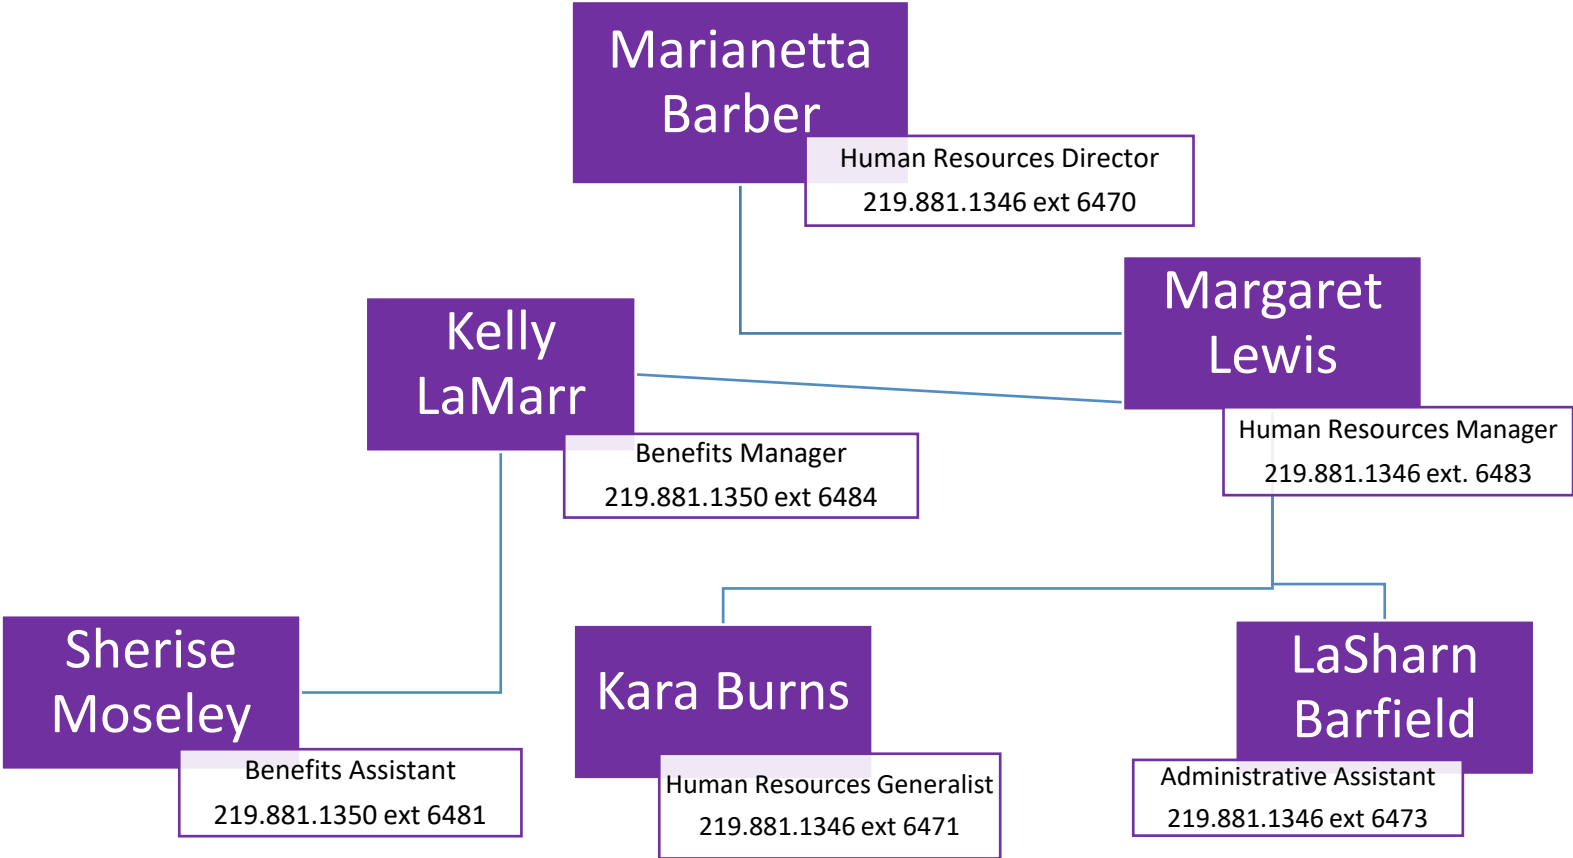 Marianetta
Barber
Human Resources Director
219.881.1346 ext 6470
Margaret
Lewis
Human Resources Manager
219.881.1346 ext. 6483
Kelly
LaMarr
Benefits Manager
219.881.1350 ext 6484
Sherise
Moseley
Benefits Assistant
219.881.1350 ext 6481
Kara Burns
Human Resources Generalist
219.881.1346 ext 6471
LaSharn
Barfield
Administrative Assistant
219.881.1346 ext 6473